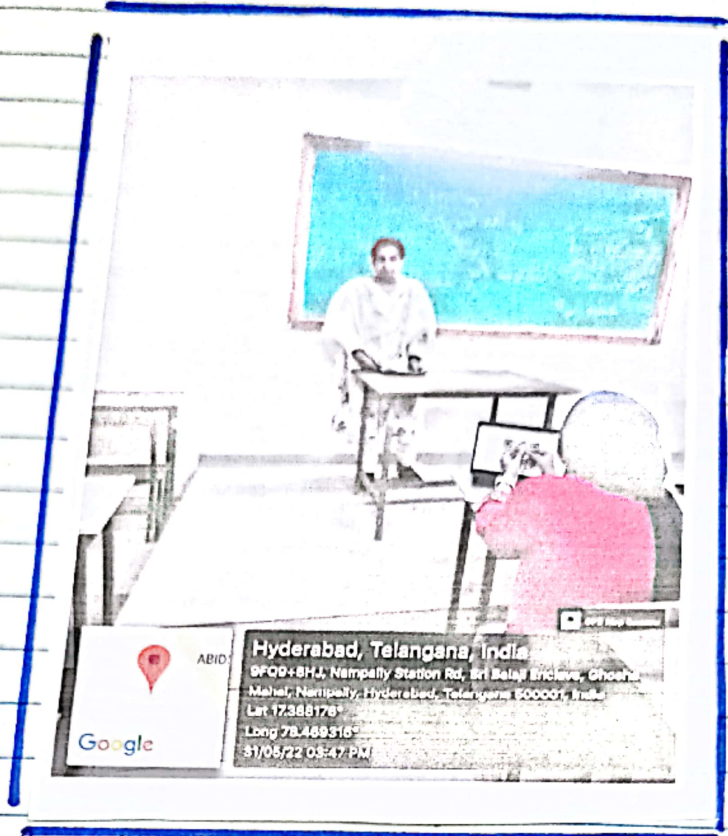 Hyderabad, Telangana, India
9FQ9+8HJ, Nampally Station Rd, Sri Balaji Enclave, Ghosha
Mahal, Nampally, Hyderabad, Telangana 500001, India
Lat 17.388176°
Long 78.469316°
31/05/22 03:47 PM
ABID
Google